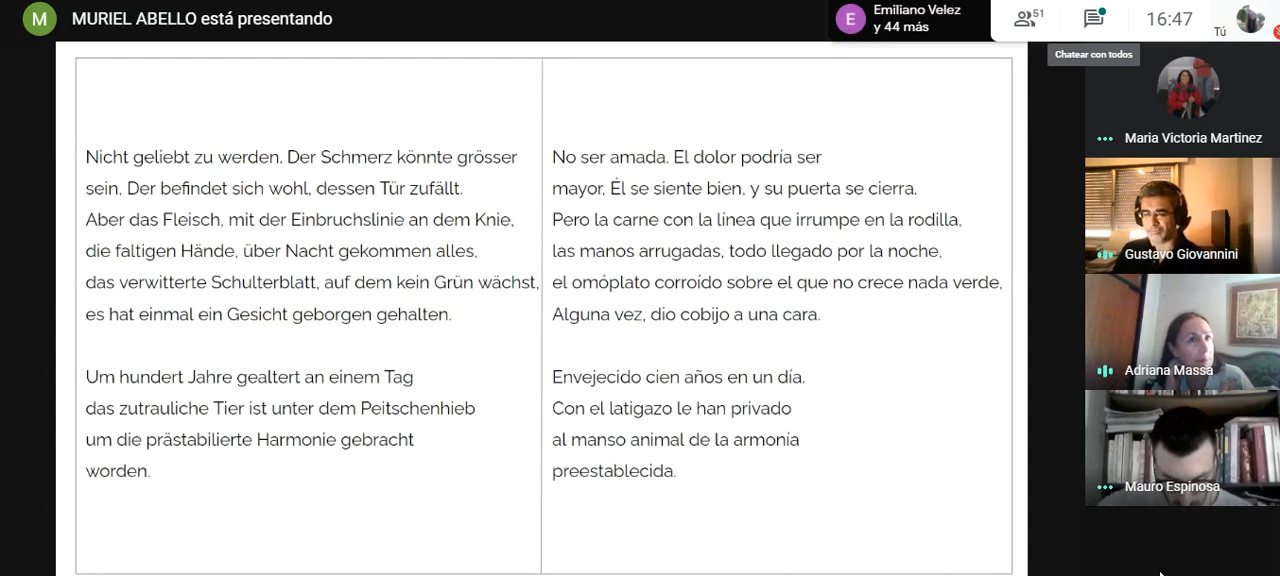 M
MURIEL ABELLO está presentando
E
Emiliano Velez
y 44 más
51
16:47
Tú
Chatear con todos
Nicht geliebt zu werden. Der Schmerz könnte grösser
sein, Der befindet sich wohl, dessen Tür zufällt.
Aber das Fleisch, mit der Einbruchslinie an dem Knie,
die faltigen Hände, über Nacht gekommen alles,
das verwitterte Schulterblatt, auf dem kein Grün wächst,
es hat einmal ein Gesicht geborgen gehalten.
Um hundert Jahre gealtert an einem Tag
das zutrauliche Tier ist unter dem Peitschenhieb
um die prästabilierte Harmonie gebracht
worden.
No ser amada. El dolor podría ser
mayor, Él se siente bien, y su puerta se cierra.
Pero la carne con la línea que irrumpe en la rodilla,
las manos arrugadas, todo llegado por la noche,
el omóplato corroído sobre el que no crece nada verde,
Alguna vez, dio cobijo a una cara.
Envejecido cien años en un día.
Con el latigazo le han privado
al manso animal de la armonía
preestablecida.
Maria Victoria Martinez
Gustavo Giovannini
Adriana Massa
Mauro Espinosa